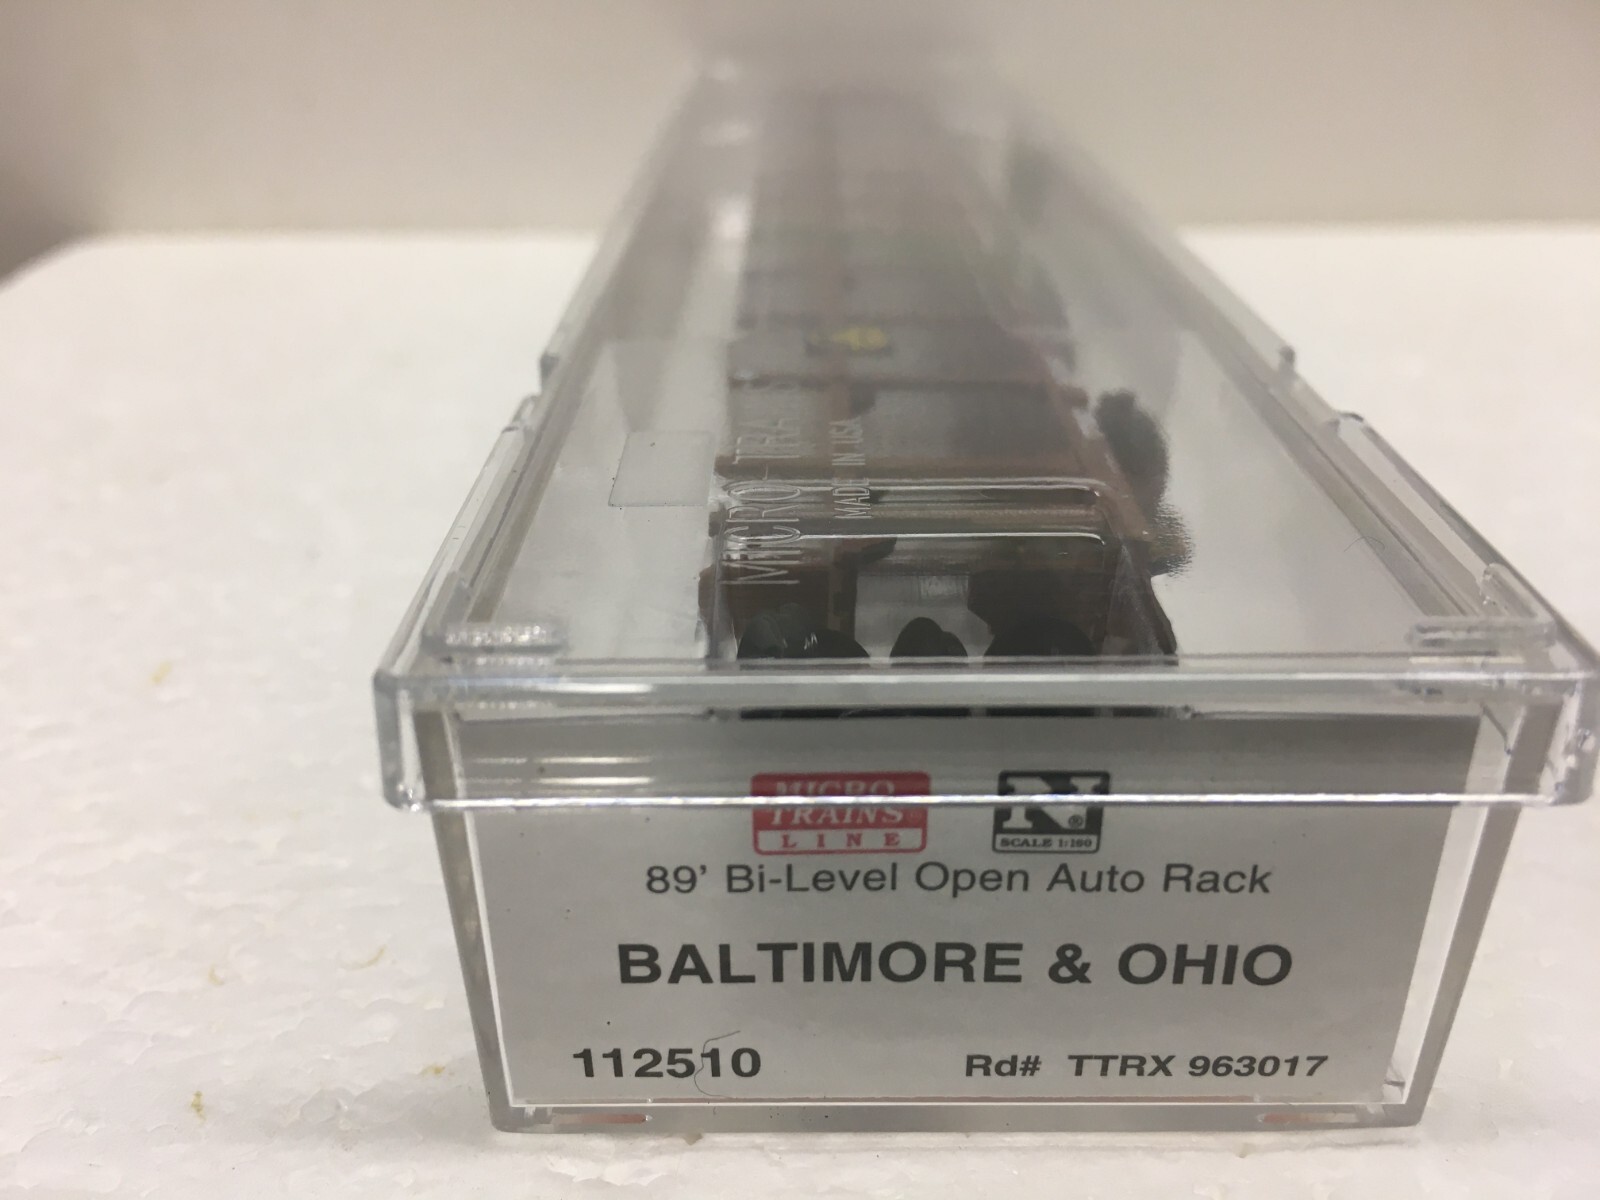 MICRO-TRA
MADE IN USA
MICRO
TRAINS®
LINE
N®
SCALE 1:160
89' Bi-Level Open Auto Rack
BALTIMORE & OHIO
112510 Rd# TTRX 963017